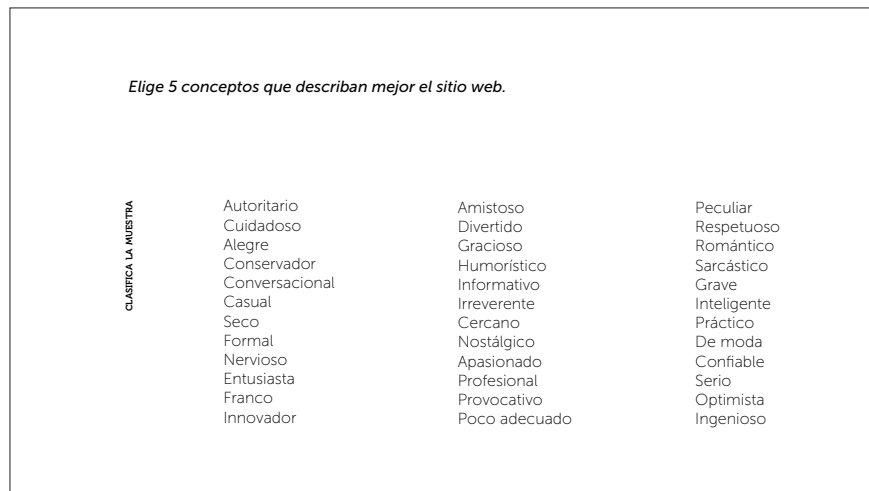 Elige 5 conceptos que describan mejor el sitio web.
CLASIFICA LA MUESTRA
Autoritario
Cuidadoso
Alegre
Conservador
Conversacional
Casual
Seco
Formal
Nervioso
Entusiasta
Franco
Innovador
Amistoso
Divertido
Gracioso
Humorístico
Informativo
Irreverente
Cercano
Nostálgico
Apasionado
Profesional
Provocativo
Poco adecuado
Peculiar
Respetuoso
Romántico
Sarcástico
Grave
Inteligente
Práctico
De moda
Confiable
Serio
Optimista
Ingenioso